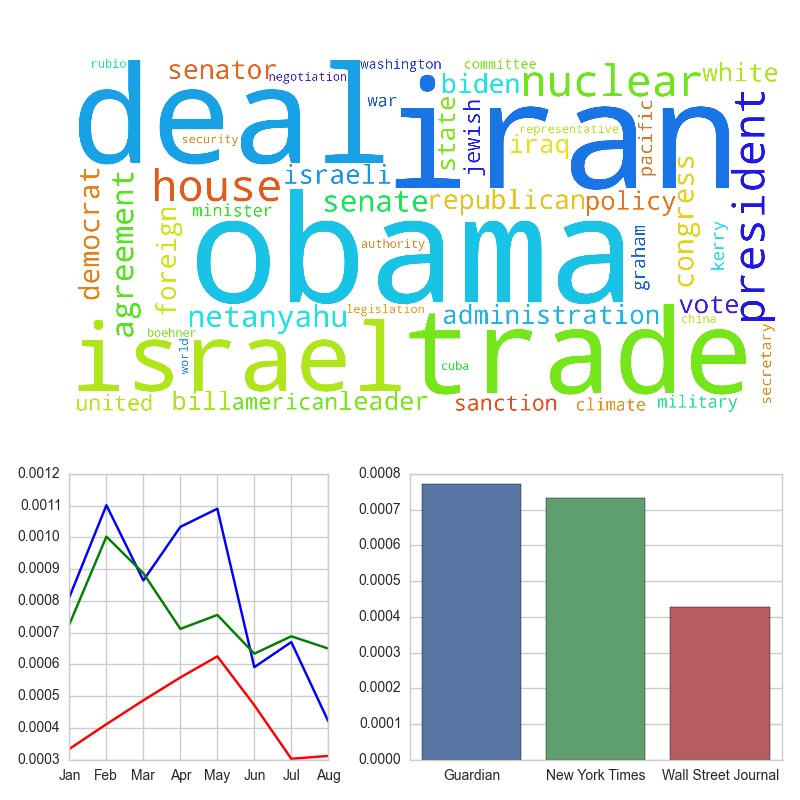 rubio
senator
negotiation
washington
committee
biden
nuclear
white
deal
iran
war
security
state
jewish
representative
iraq
pacific
democrat
agreement
house
israeli
senate
republican
policy
congress
president
minister
foreign
obama
authority
graham
kerry
netanyahu
legislation
administration
vote
china
boehner
world
israel
trade
cuba
secretary
united
bill
american
leader
sanction
climate
military
0.0012
0.0011
0.0010
0.0009
0.0008
0.0007
0.0006
0.0005
0.0004
0.0003
Jan Feb Mar Apr May Jun Jul Aug
0.0008
0.0007
0.0006
0.0005
0.0004
0.0003
0.0002
0.0001
0.0000
Guardian New York Times Wall Street Journal